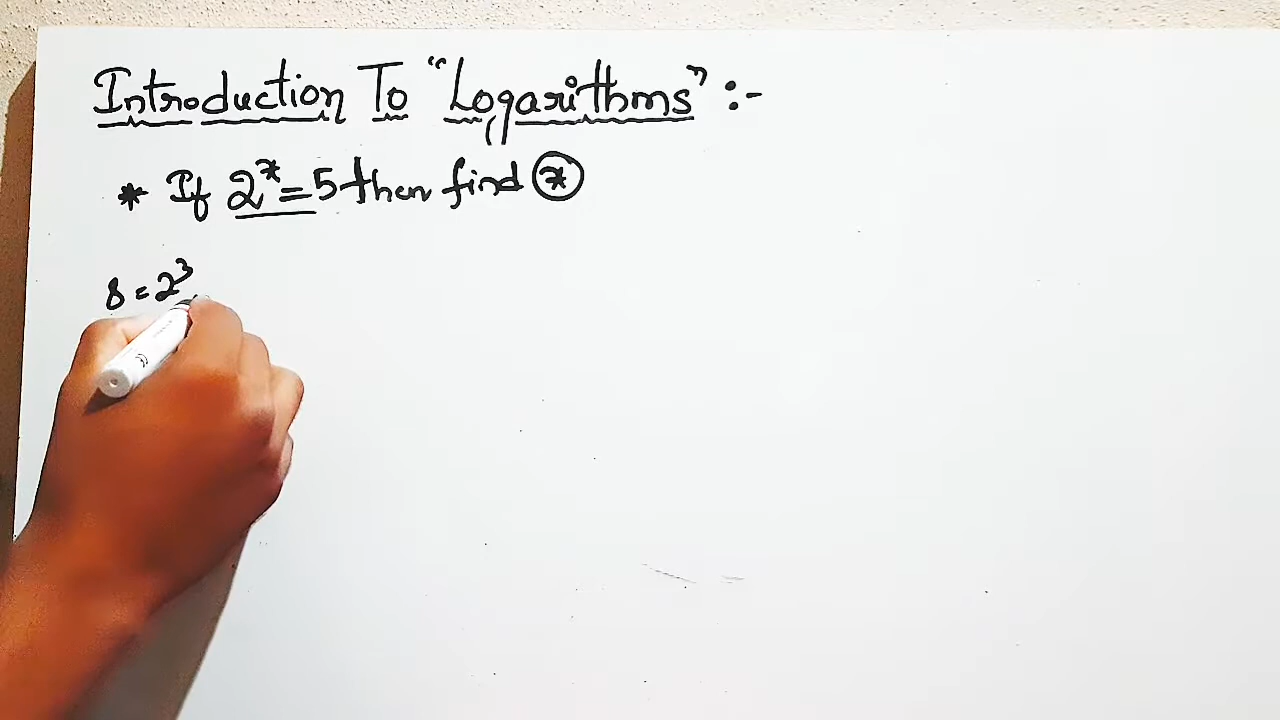 Introduction To "Logarithms" :-
* If 2^x = 5 then find x
8 = 2^3